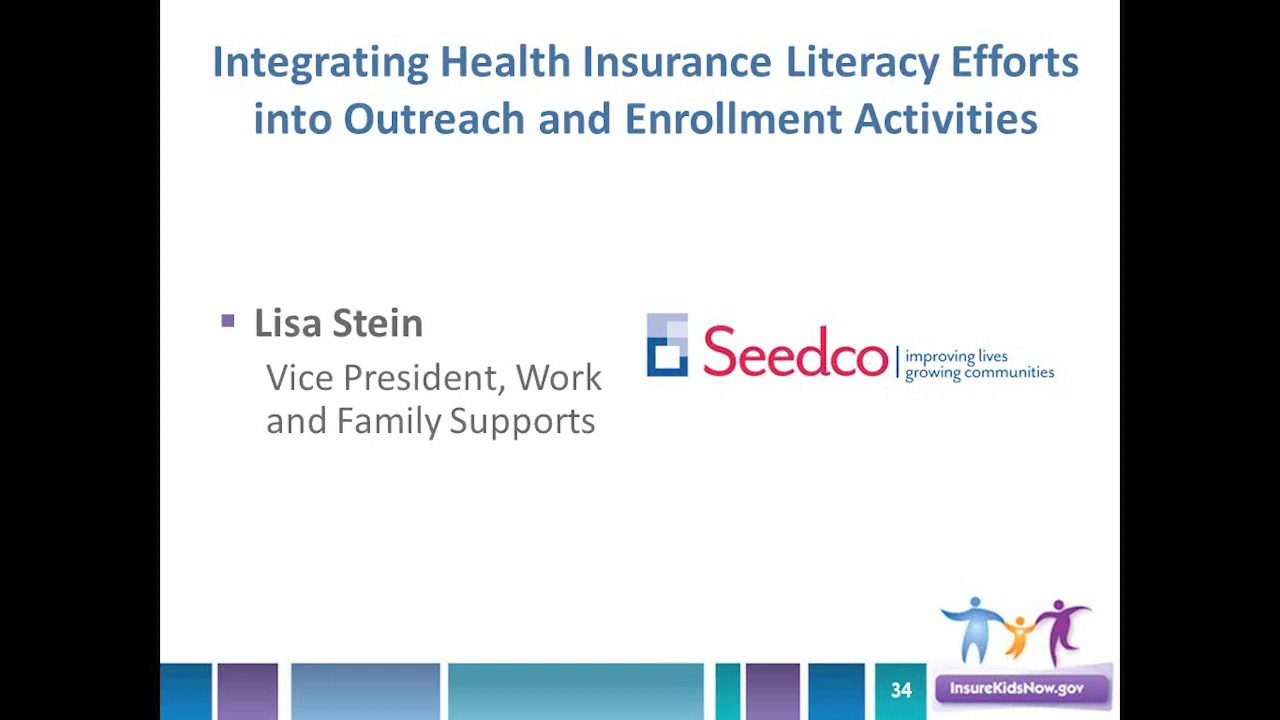 Integrating Health Insurance Literacy Efforts
into Outreach and Enrollment Activities
▪ Lisa Stein
Vice President, Work
and Family Supports
Seedco
improving lives
growing communities
34
InsureKidsNow.gov